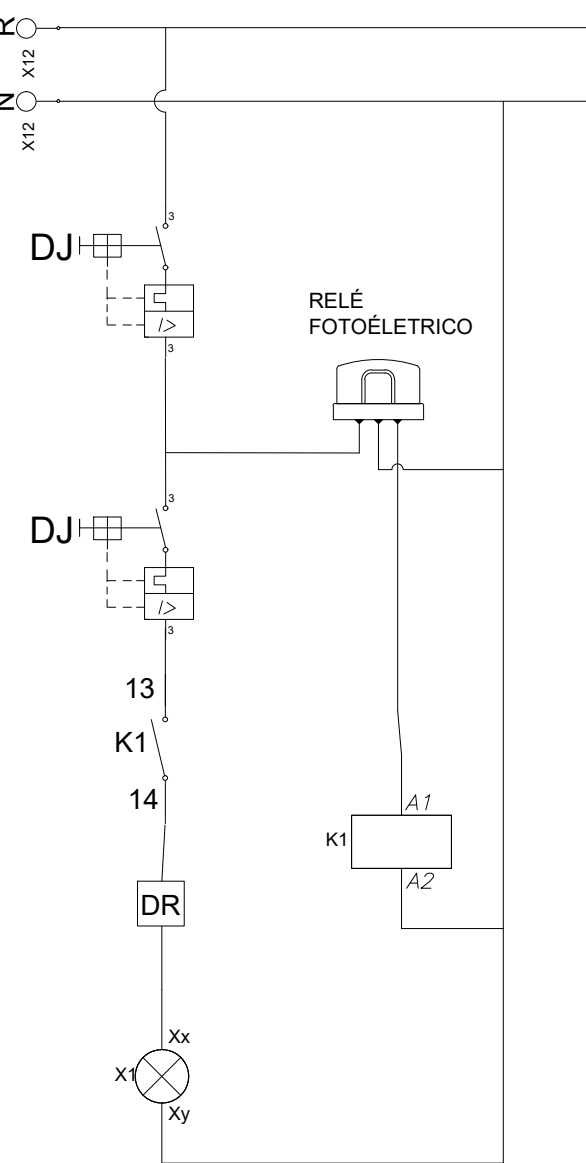 R
X12
N
X12
3
DJ
/>
3
RELÉ
FOTOÉLETRICO
3
DJ
/>
3
13
K1
14
A1
K1
A2
DR
Xx
X1
Xy